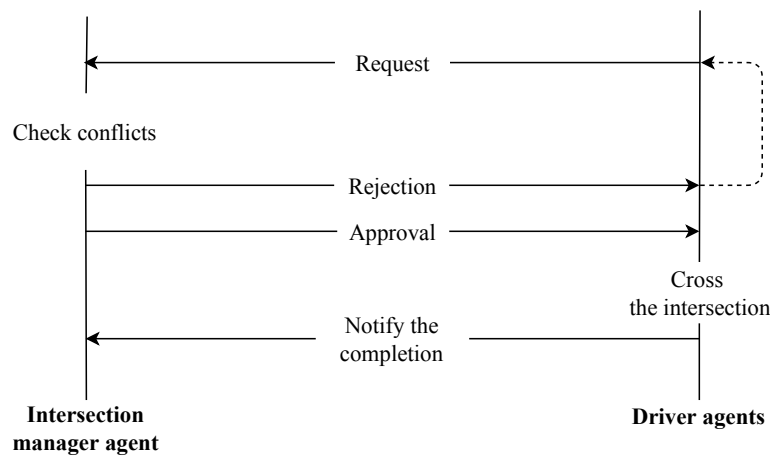 Request
Check conflicts
Rejection
Approval
Cross
the intersection
Notify the
completion
Intersection
manager agent
Driver agents